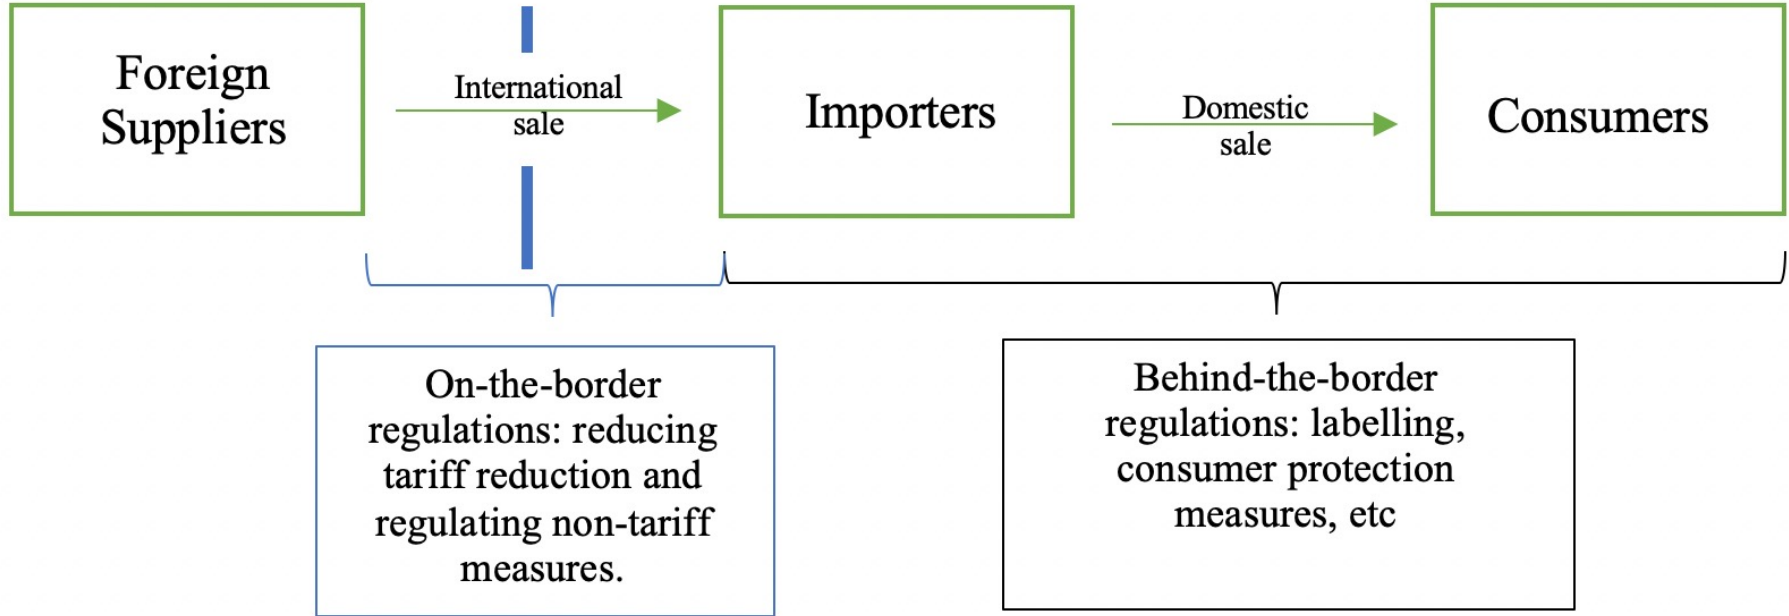 Foreign
Suppliers
International
sale
Importers
Domestic
sale
Consumers
On-the-border
regulations: reducing
tariff reduction and
regulating non-tariff
measures.
Behind-the-border
regulations: labelling,
consumer protection
measures, etc